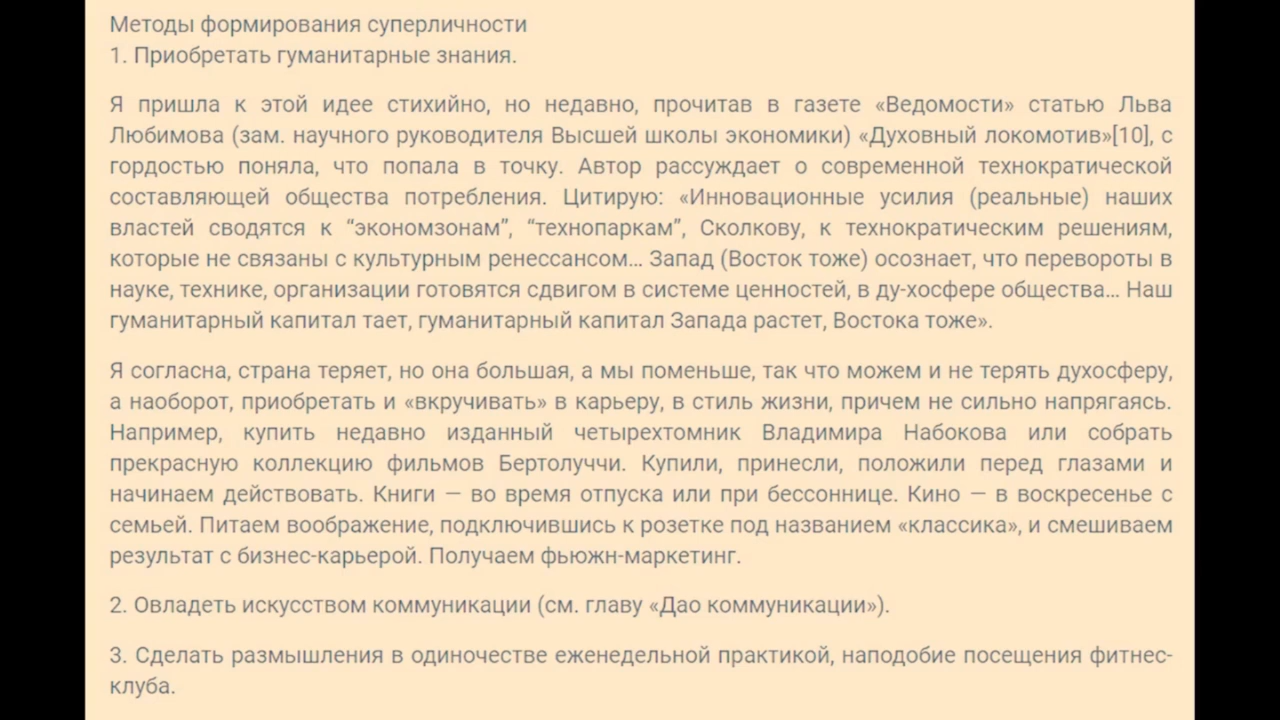 Методы формирования суперличности
1. Приобретать гуманитарные знания.
Я пришла к этой идее стихийно, но недавно, прочитав в газете «Ведомости» статью Льва
Любимова (зам. научного руководителя Высшей школы экономики) «Духовный локомотив»[10], с
гордостью поняла, что попала в точку. Автор рассуждает о современной технократической
составляющей общества потребления. Цитирую: «Инновационные усилия (реальные) наших
властей сводятся к “экономзонам”, “технопаркам”, Сколкову, к технократическим решениям,
которые не связаны с культурным ренессансом… Запад (Восток тоже) осознает, что перевороты в
науке, технике, организации готовятся сдвигом в системе ценностей, в ду-хосфере общества… Наш
гуманитарный капитал тает, гуманитарный капитал Запада растет, Востока тоже».
Я согласна, страна теряет, но она большая, а мы поменьше, так что можем и не терять духосферу,
а наоборот, приобретать и «вкручивать» в карьеру, в стиль жизни, причем не сильно напрягаясь.
Например, купить недавно изданный четырехтомник Владимира Набокова или собрать
прекрасную коллекцию фильмов Бертолуччи. Купили, принесли, положили перед глазами и
начинаем действовать. Книги — во время отпуска или при бессоннице. Кино — в воскресенье с
семьей. Питаем воображение, подключившись к розетке под названием «классика», и смешиваем
результат с бизнес-карьерой. Получаем фьюжн-маркетинг.
2. Овладеть искусством коммуникации (см. главу «Дао коммуникации»).
3. Сделать размышления в одиночестве еженедельной практикой, наподобие посещения фитнес-
клуба.